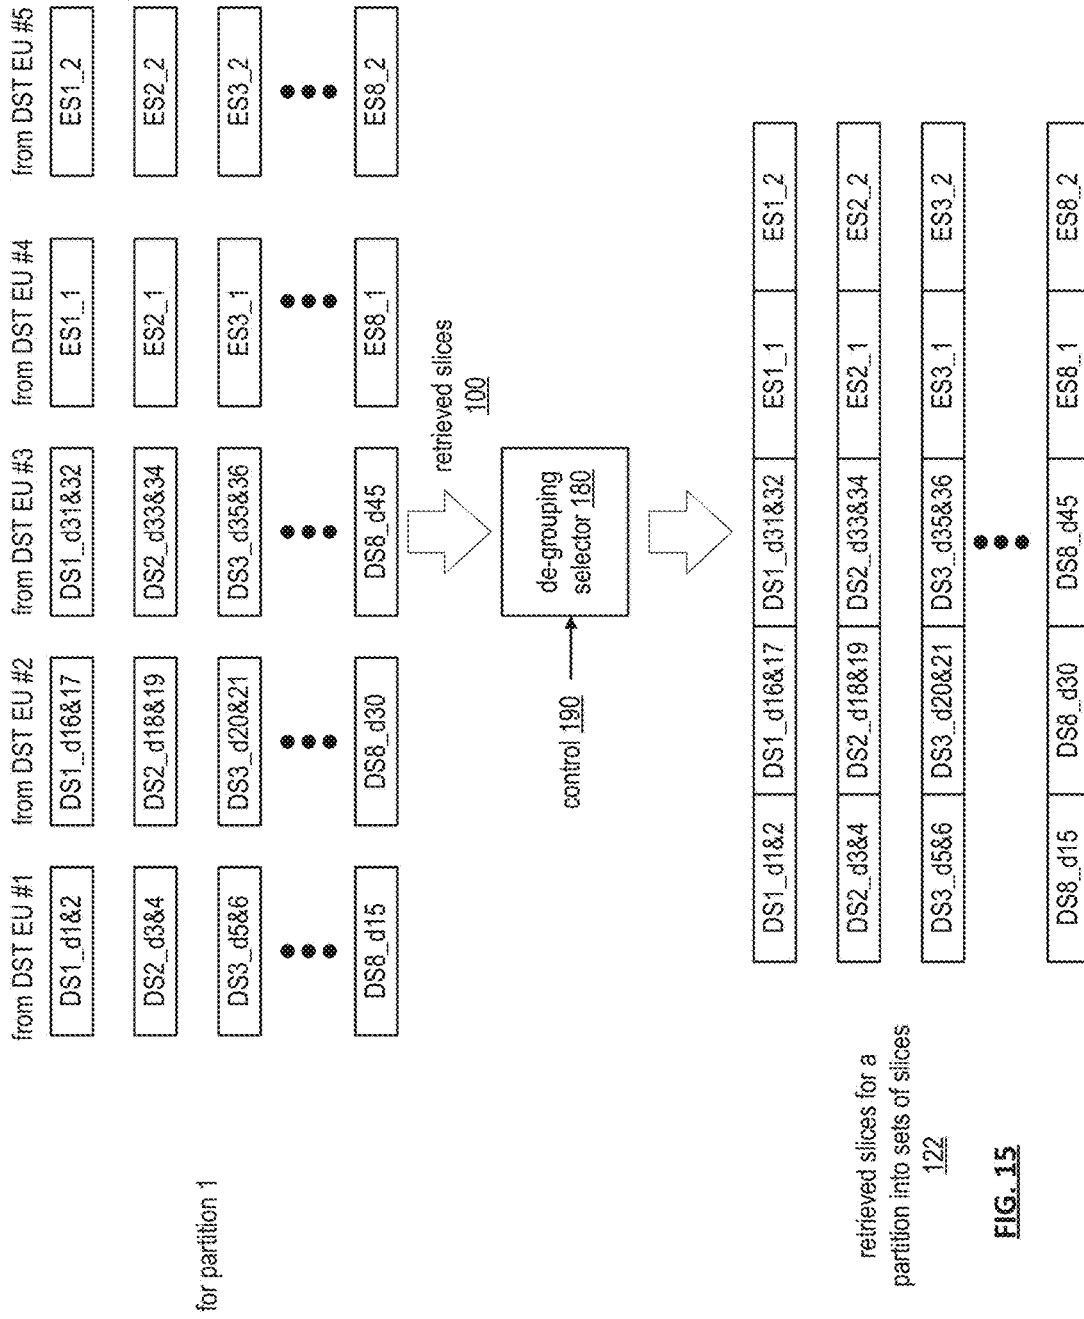 for partition 1
from DST EU #1
from DST EU #2
from DST EU #3
from DST EU #4
from DST EU #5
DS1_d1&2
DS1_d16&17
DS1_d31&32
ES1_1
ES1_2
DS2_d3&4
DS2_d18&19
DS2_d33&34
ES2_1
ES2_2
DS3_d5&6
DS3_d20&21
DS3_d35&36
ES3_1
ES3_2
DS8_d15
DS8_d30
DS8_d45
ES8_1
ES8_2
retrieved slices
100
control 190
de-grouping
selector 180
retrieved slices for a
partition into sets of slices
122
DS1_d1&2
DS1_d16&17
DS1_d31&32
ES1_1
ES1_2
DS2_d3&4
DS2_d18&19
DS2_d33&34
ES2_1
ES2_2
DS3_d5&6
DS3_d20&21
DS3_d35&36
ES3_1
ES3_2
DS8_d15
DS8_d30
DS8_d45
ES8_1
ES8_2
FIG. 15